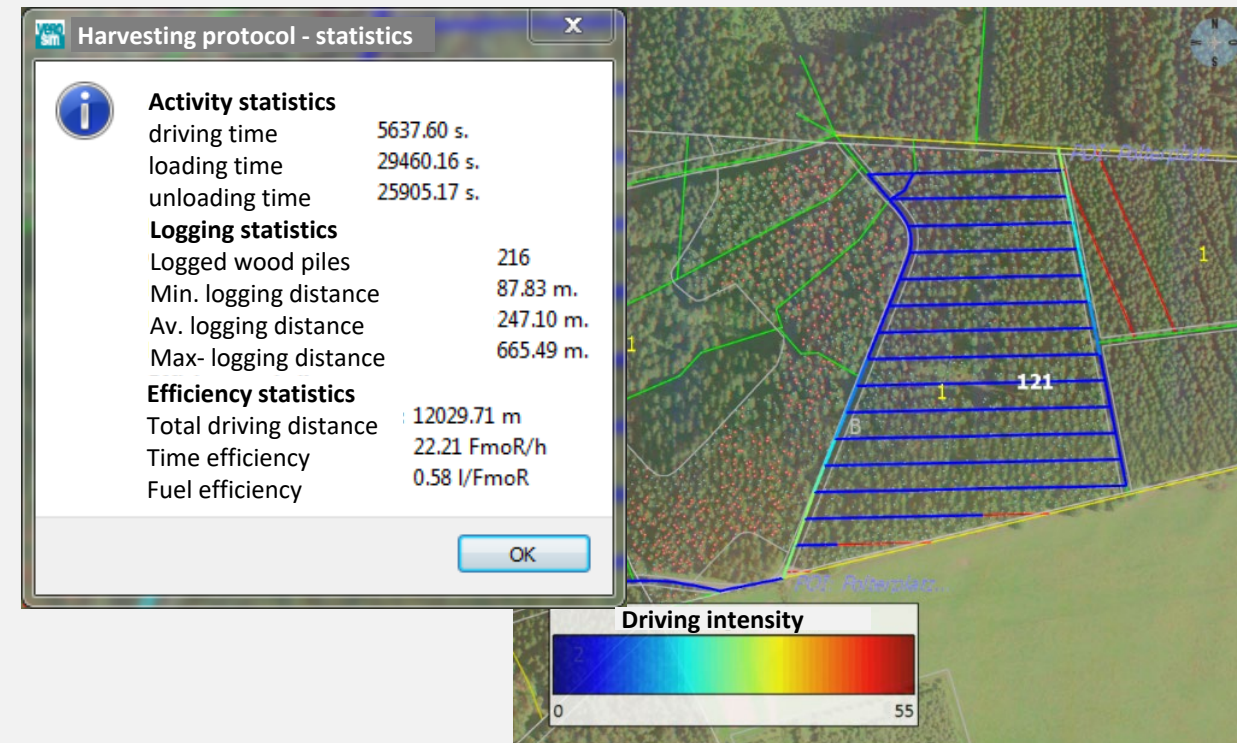 VERO SIM Harvesting protocol - statistics
X
Activity statistics
driving time 5637.60 s.
loading time 29460.16 s.
unloading time 25905.17 s.
Logging statistics
Logged wood piles 216
Min. logging distance 87.83 m.
Av. logging distance 247.10 m.
Max- logging distance 665.49 m.
Efficiency statistics
Total driving distance : 12029.71 m
Time efficiency 22.21 FmoR/h
Fuel efficiency 0.58 l/FmoR
OK
N
S
1
1
1
121
B
Driving intensity
2
0 55